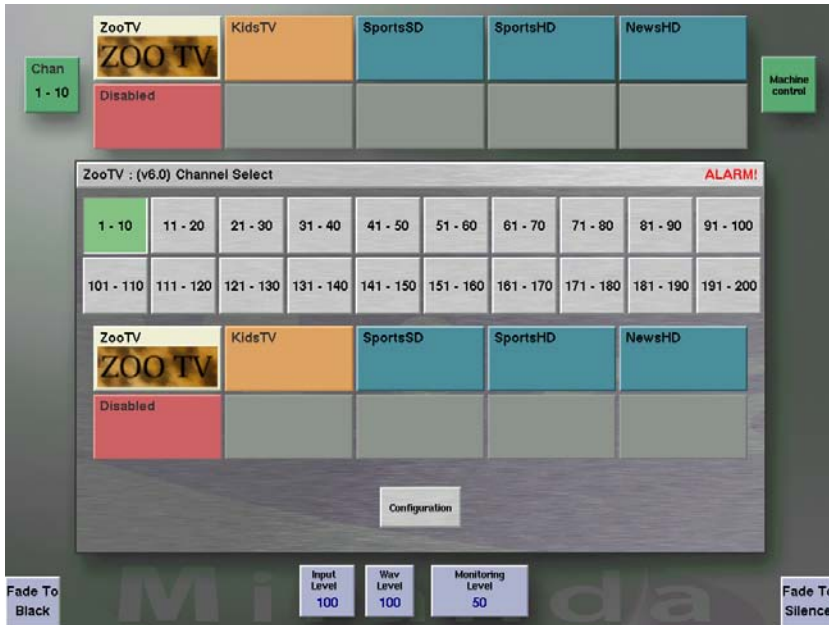 ZooTV KidsTV SportsSD SportsHD NewsHD
ZOO TV
Chan
1 - 10
Machine
control
Disabled
ZooTV : (v6.0) Channel Select ALARM!
1 - 10 11 - 20 21 - 30 31 - 40 41 - 50 51 - 60 61 - 70 71 - 80 81 - 90 91 - 100
101 - 110 111 - 120 121 - 130 131 - 140 141 - 150 151 - 160 161 - 170 171 - 180 181 - 190 191 - 200
ZooTV KidsTV SportsSD SportsHD NewsHD
ZOO TV
Disabled
Configuration
Fade To
Black
Miranda
Input
Level
100
Wav
Level
100
Monitoring
Level
50
Fade To
Silence